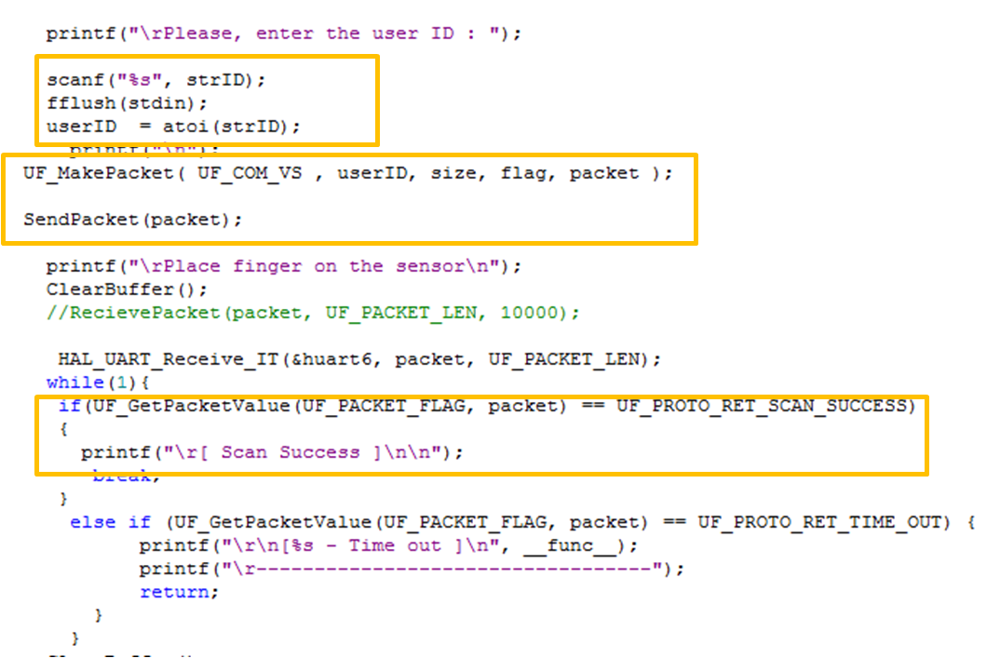 printf("\rPlease, enter the user ID : ");
scanf("%s", strID);
fflush(stdin);
userID  = atoi(strID);
printf("\n");
UF_MakePacket( UF_COM_VS , userID, size, flag, packet );
SendPacket(packet);
printf("\rPlace finger on the sensor\n");
ClearBuffer();
//RecievePacket(packet, UF_PACKET_LEN, 10000);
HAL_UART_Receive_IT(&huart6, packet, UF_PACKET_LEN);
while(1){
if(UF_GetPacketValue(UF_PACKET_FLAG, packet) == UF_PROTO_RET_SCAN_SUCCESS)
{
printf("\r[ Scan Success ]\n\n");
break;
}
else if (UF_GetPacketValue(UF_PACKET_FLAG, packet) == UF_PROTO_RET_TIME_OUT) {
printf("\r\n[%s - Time out ]\n", __func__);
printf("\r----------------------------------");
return;
}
}